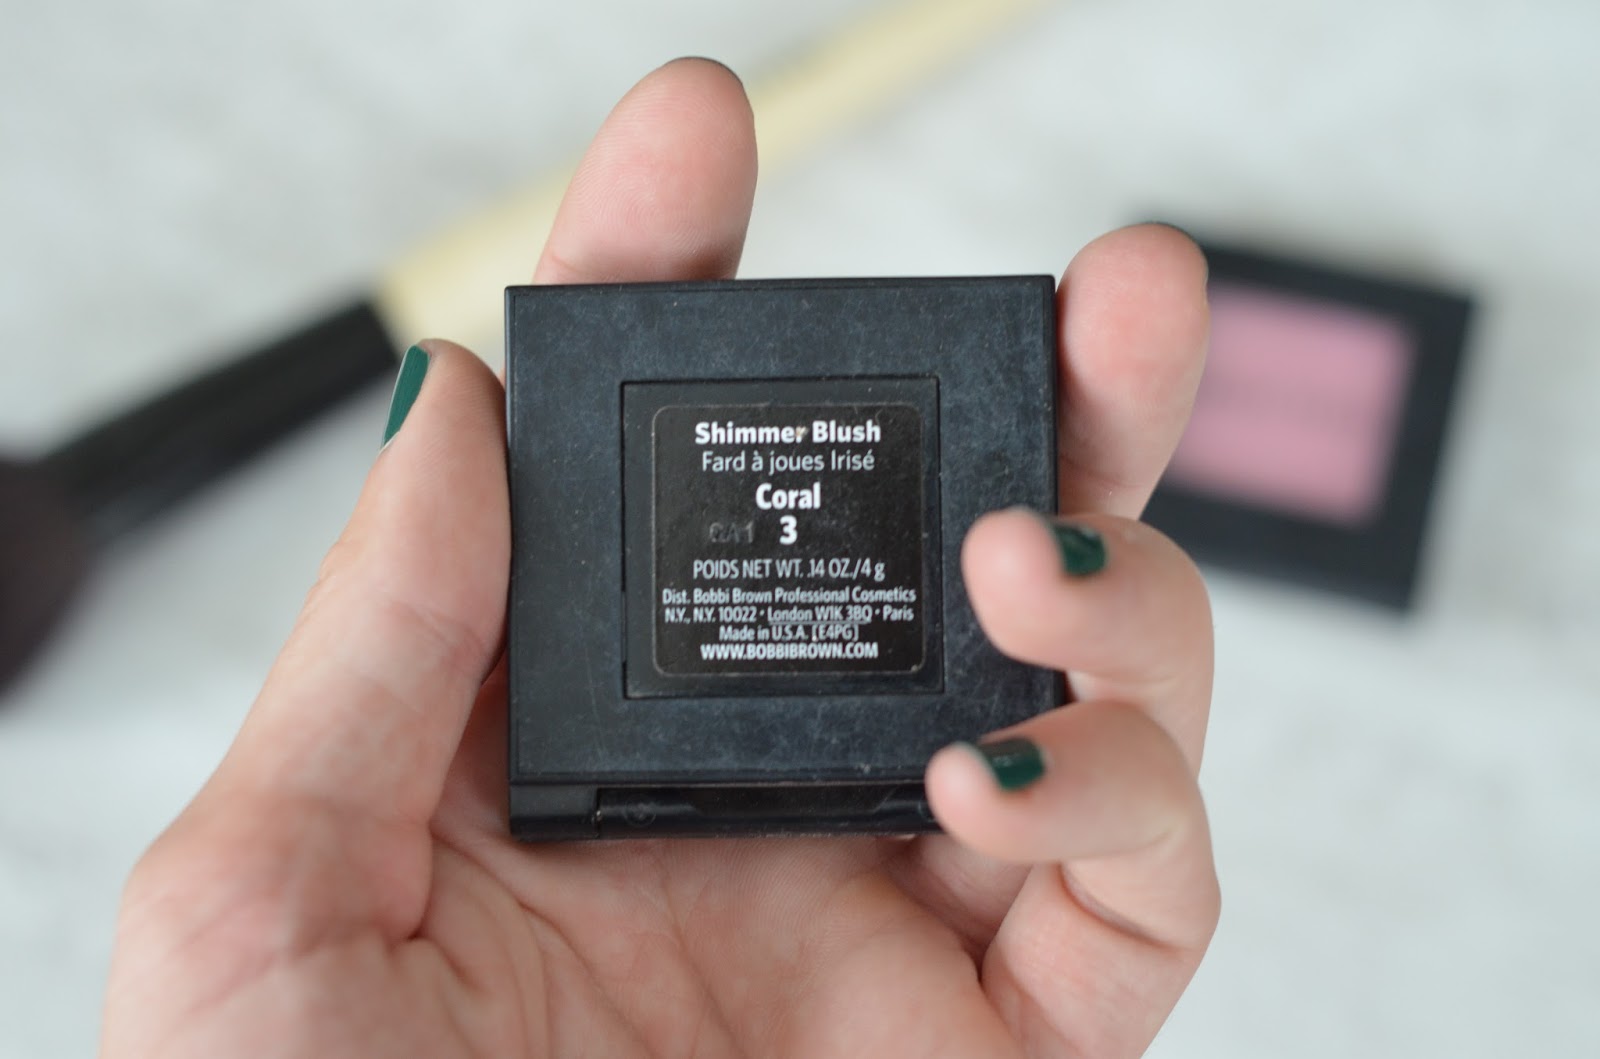 Shimmer Blush
Fard à joues Irisé
Coral
6A1 3
POIDS NET WT. .14 OZ./4 g
Dist. Bobbi Brown Professional Cosmetics
N.Y., N.Y. 10022 • London W1K 3BQ • Paris
Made in U.S.A. [E4PG]
WWW.BOBBIBROWN.COM